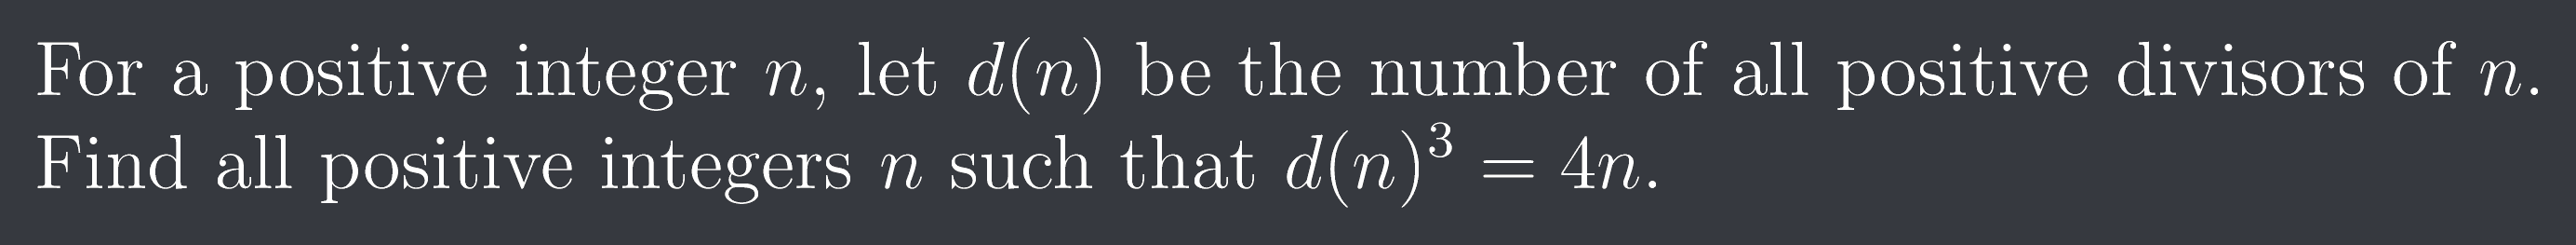 For a positive integer n, let d(n) be the number of all positive divisors of n.
Find all positive integers n such that d(n)³ = 4n.